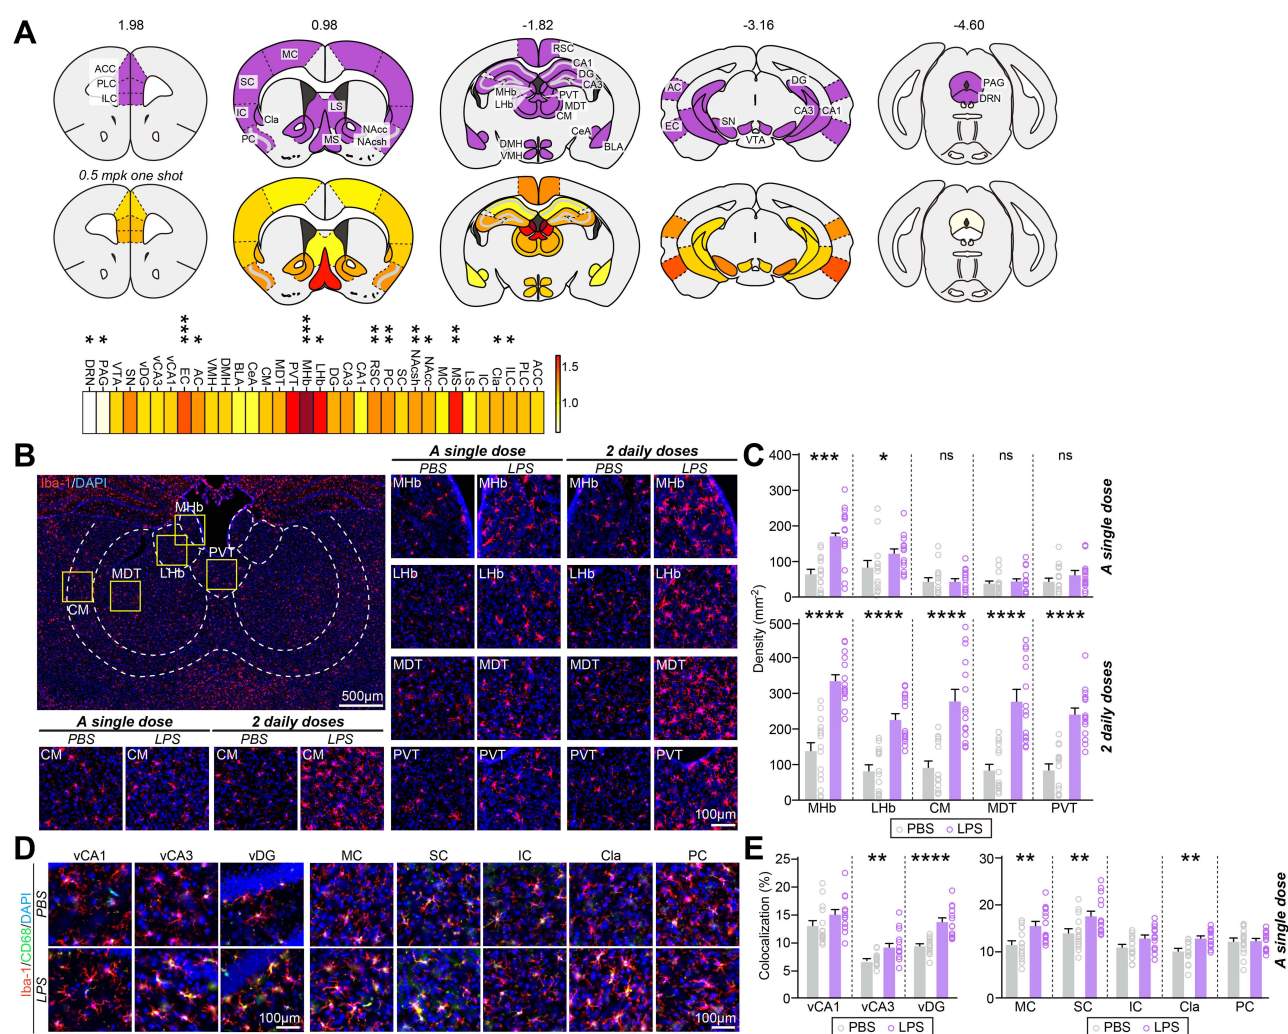 A
1.98 0.98 -1.82 -3.16 -4.60
ACC
PLC
ILC
MC
SC
IC
Cla
PC
LS
MS
NAcc
NAcsh
RSC
CA1
DG
CA3
MHb
LHb
PVT
MDT
CM
CeA
BLA
DMH
VMH
AC
EC
SN
VTA
DG
CA3
CA1
PAG
DRN
0.5 mpk one shot
* * *** * *** * ** ** ** * ** * *
DRN PAG VTA SN vDG vCA3 vCA1 EC AC VMH DMH BLA CeA CM MDT PVT MHb LHb DG CA3 CA1 RSC PC SC NAcsh NAcc MC MS LS IC Cla ILC PLC ACC
1.5
1.0
B
Iba-1/DAPI
MHb
PVT
LHb
MDT
CM
500μm
A single dose 2 daily doses
PBS LPS PBS LPS
MHb MHb MHb MHb
LHb LHb LHb LHb
MDT MDT MDT MDT
PVT PVT PVT PVT
100μm
A single dose 2 daily doses
PBS LPS PBS LPS
CM CM CM CM
C
Density (mm-2)
400
300
200
100
0
*** * ns ns ns
A single dose
500
400
300
200
100
0
**** **** **** **** ****
2 daily doses
MHb LHb CM MDT PVT
PBS LPS
D
vCA1 vCA3 vDG MC SC IC Cla PC
Iba-1/CD68/DAPI
PBS
LPS
100μm 100μm
E
Colocalization (%)
25
20
15
10
5
0
** ****
vCA1 vCA3 vDG
PBS LPS
30
20
10
0
** ** **
MC SC IC Cla PC
PBS LPS
A single dose